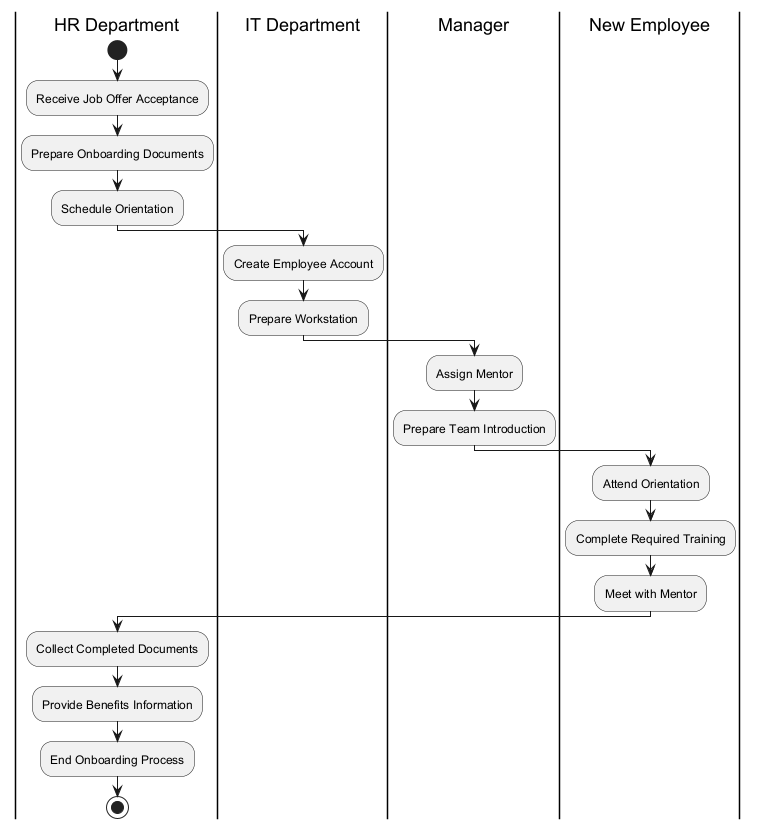 HR Department
IT Department
Manager
New Employee
Receive Job Offer Acceptance
Prepare Onboarding Documents
Schedule Orientation
Create Employee Account
Prepare Workstation
Assign Mentor
Prepare Team Introduction
Attend Orientation
Complete Required Training
Meet with Mentor
Collect Completed Documents
Provide Benefits Information
End Onboarding Process